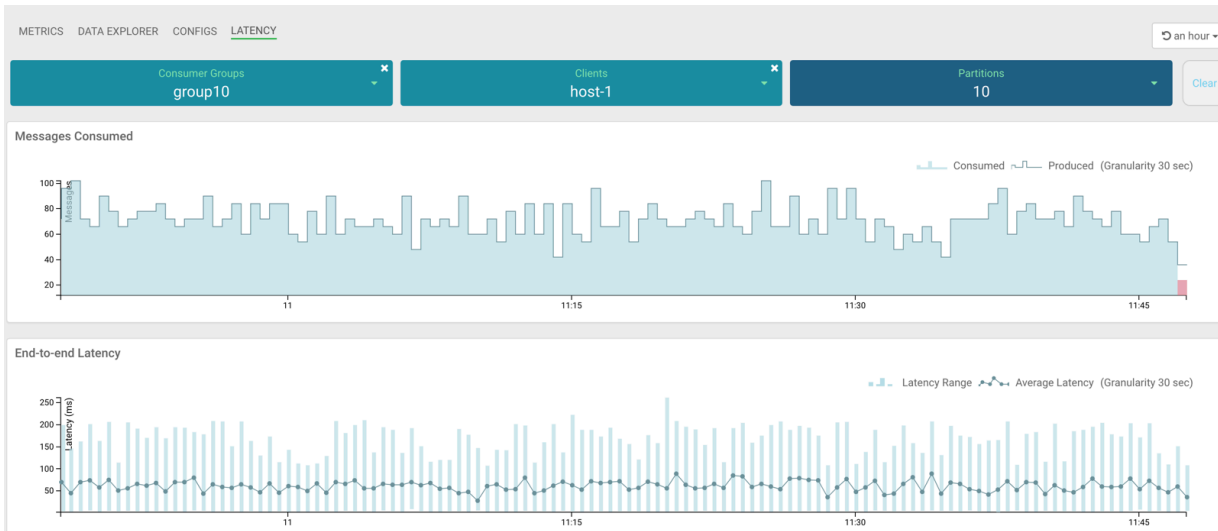 METRICS DATA EXPLORER CONFIGS LATENCY
an hour
Consumer Groups
group10
Clients
host-1
Partitions
10
Clear
Messages Consumed
Consumed Produced (Granularity 30 sec)
Messages
100
80
60
40
20
11 11:15 11:30 11:45
End-to-end Latency
Latency Range Average Latency (Granularity 30 sec)
Latency (ms)
250
200
150
100
50
11 11:15 11:30 11:45